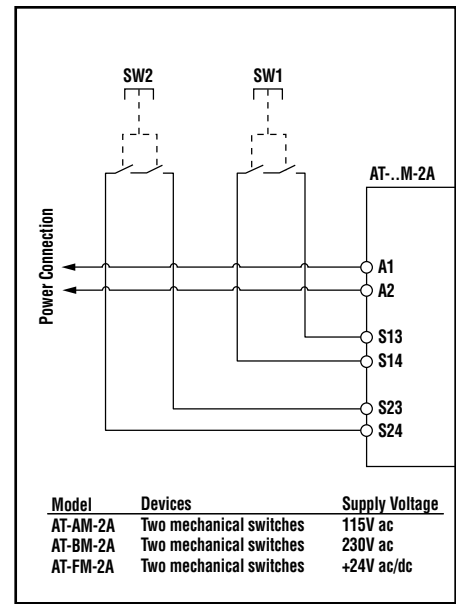 SW2 SW1
AT-..M-2A
Power Connection
A1
A2
S13
S14
S23
S24
Model Devices Supply Voltage
AT-AM-2A Two mechanical switches 115V ac
AT-BM-2A Two mechanical switches 230V ac
AT-FM-2A Two mechanical switches +24V ac/dc